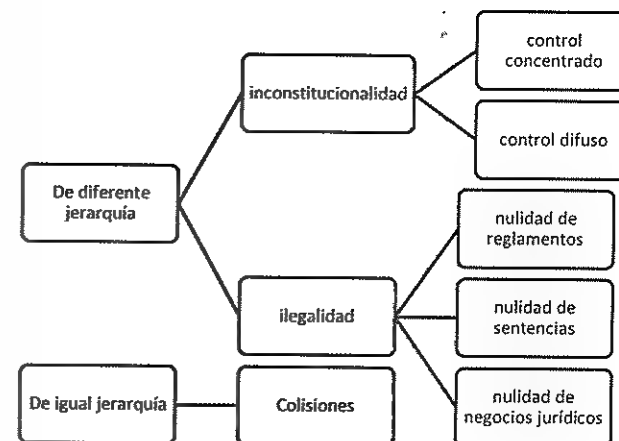 control
concentrado
inconstitucionalidad
control difuso
De diferente
jerarquía
nulidad de
reglamentos
ilegalidad
nulidad de
sentencias
De igual jerarquía
Colisiones
nulidad de
negocios jurídicos